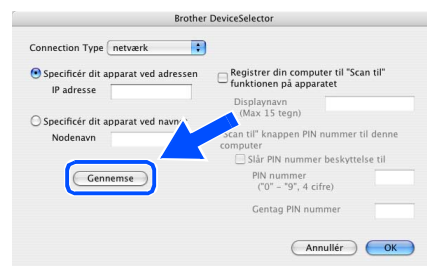 Brother DeviceSelector
Connection Type netværk
Specificér dit apparat ved adressen
IP adresse
Specificér dit apparat ved navne
Nodenavn
Gennemse
Registrer din computer til "Scan til"
funktionen på apparatet
Displaynavn
(Max 15 tegn)
"Scan til" knappen PIN nummer til denne
computer
Slår PIN nummer beskyttelse til
PIN nummer
("0" – "9", 4 cifre)
Gentag PIN nummer
Annullér OK